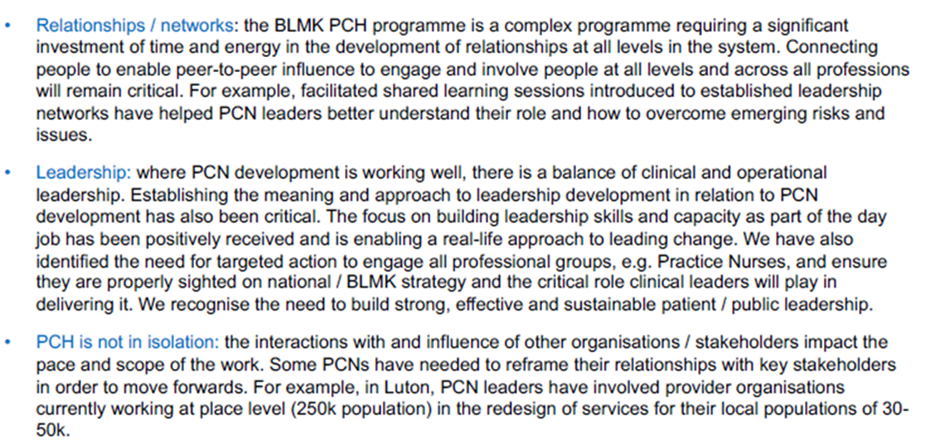 • Relationships / networks: the BLMK PCH programme is a complex programme requiring a significant
investment of time and energy in the development of relationships at all levels in the system. Connecting
people to enable peer-to-peer influence to engage and involve people at all levels and across all professions
will remain critical. For example, facilitated shared learning sessions introduced to established leadership
networks have helped PCN leaders better understand their role and how to overcome emerging risks and
issues.
• Leadership: where PCN development is working well, there is a balance of clinical and operational
leadership. Establishing the meaning and approach to leadership development in relation to PCN
development has also been critical. The focus on building leadership skills and capacity as part of the day
job has been positively received and is enabling a real-life approach to leading change. We have also
identified the need for targeted action to engage all professional groups, e.g. Practice Nurses, and ensure
they are properly sighted on national / BLMK strategy and the critical role clinical leaders will play in
delivering it. We recognise the need to build strong, effective and sustainable patient / public leadership.
• PCH is not in isolation: the interactions with and influence of other organisations / stakeholders impact the
pace and scope of the work. Some PCNs have needed to reframe their relationships with key stakeholders
in order to move forwards. For example, in Luton, PCN leaders have involved provider organisations
currently working at place level (250k population) in the redesign of services for their local populations of 30-
50k.